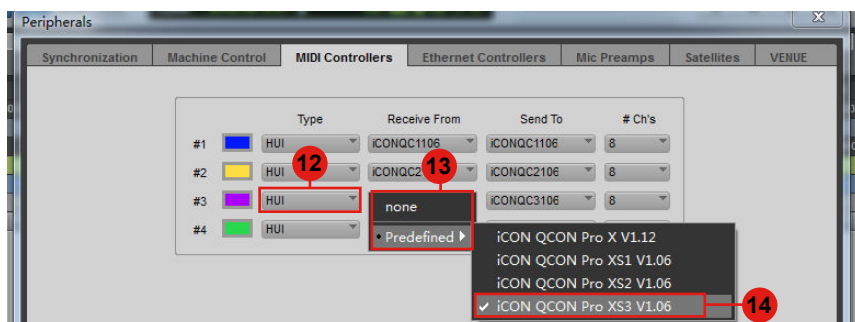 Peripherals
Synchronization Machine Control MIDI Controllers Ethernet Controllers Mic Preamps Satellites VENUE
Type Receive From Send To # Ch's
#1 HUI iCONQC1106 iCONQC1106 8
#2 HUI iCONQC2 iCONQC2106 8
12 13
#3 HUI none iCONQC3106 8
#4 HUI • Predefined
iCON QCON Pro X V1.12
iCON QCON Pro XS1 V1.06
iCON QCON Pro XS2 V1.06
✓ iCON QCON Pro XS3 V1.06 14